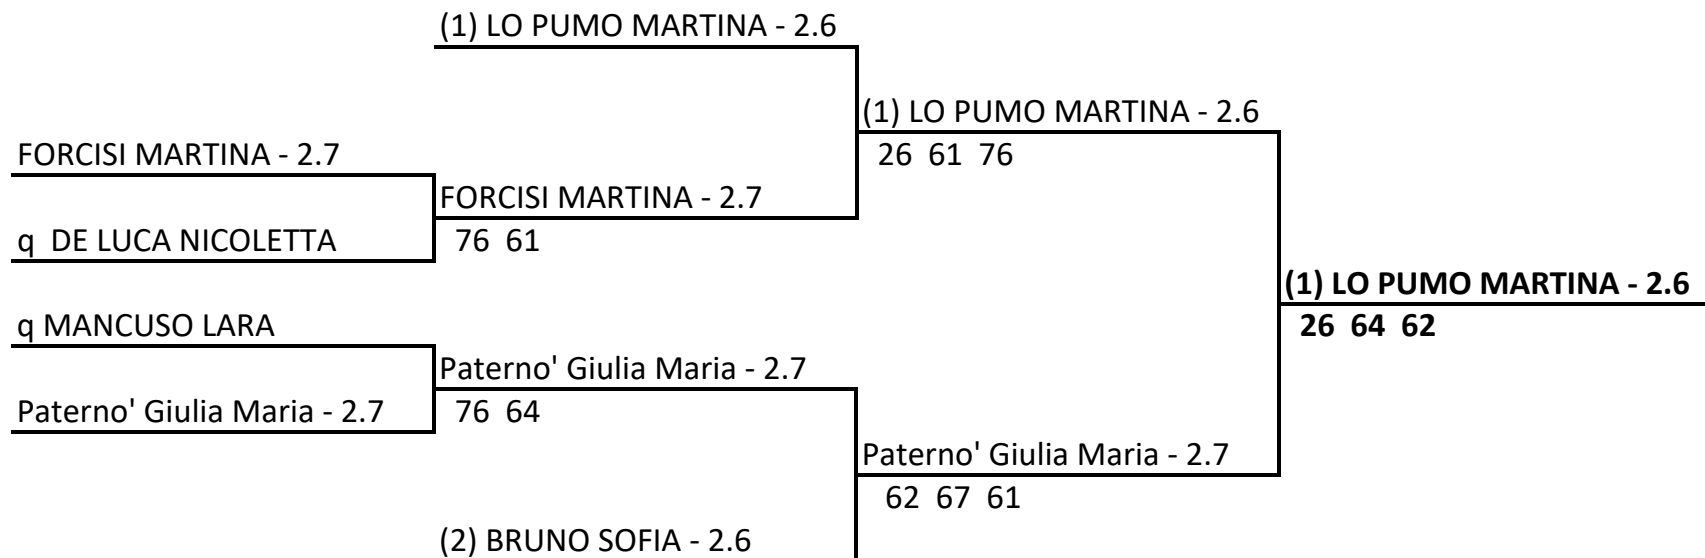 (1) LO PUMO MARTINA - 2.6
(1) LO PUMO MARTINA - 2.6
FORCISI MARTINA - 2.7
26 61 76
FORCISI MARTINA - 2.7
q DE LUCA NICOLETTA
76 61
(1) LO PUMO MARTINA - 2.6
q MANCUSO LARA
26 64 62
Paterno' Giulia Maria - 2.7
Paterno' Giulia Maria - 2.7
76 64
Paterno' Giulia Maria - 2.7
62 67 61
(2) BRUNO SOFIA - 2.6